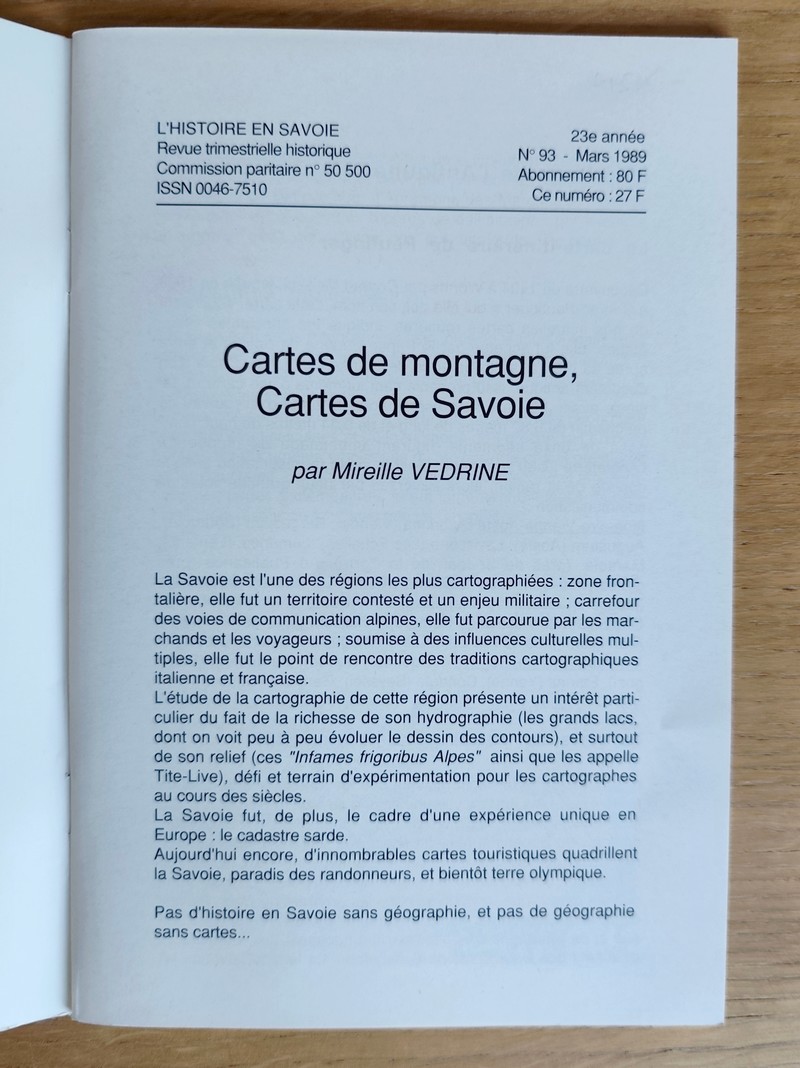 L'HISTOIRE EN SAVOIE
Revue trimestrielle historique
Commission paritaire n° 50 500
ISSN 0046-7510
23e année
N° 93 - Mars 1989
Abonnement : 80 F
Ce numéro : 27 F
Cartes de montagne,
Cartes de Savoie
par Mireille VEDRINE
La Savoie est l'une des régions les plus cartographiées : zone fron-
talière, elle fut un territoire contesté et un enjeu militaire ; carrefour
des voies de communication alpines, elle fut parcourue par les mar-
chands et les voyageurs ; soumise à des influences culturelles mul-
tiples, elle fut le point de rencontre des traditions cartographiques
italienne et française.
L'étude de la cartographie de cette région présente un intérêt parti-
culier du fait de la richesse de son hydrographie (les grands lacs,
dont on voit peu à peu évoluer le dessin des contours), et surtout
de son relief (ces "Infames frigoribus Alpes" ainsi que les appelle
Tite-Live), défi et terrain d'expérimentation pour les cartographes
au cours des siècles.
La Savoie fut, de plus, le cadre d'une expérience unique en
Europe : le cadastre sarde.
Aujourd'hui encore, d'innombrables cartes touristiques quadrillent
la Savoie, paradis des randonneurs, et bientôt terre olympique.
Pas d'histoire en Savoie sans géographie, et pas de géographie
sans cartes...